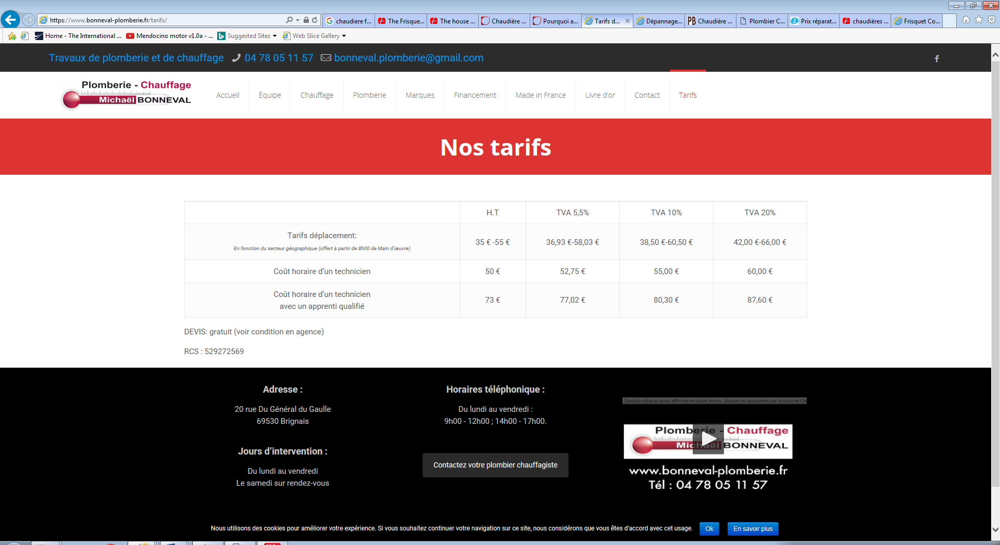 https://www.bonneval-plomberie.fr/tarifs/
chaudiere f...
The Frisque...
The house ...
Chaudière ...
Pourquoi a...
Tarifs d...
Dépannage...
Chaudière ...
Plombier C...
Prix réparat...
chaudières ...
Frisquet Co...
Home - The International ...
Mendocino motor v1.0a - ...
Suggested Sites
Web Slice Gallery
Travaux de plomberie et de chauffage 04 78 05 11 57 bonneval.plomberie@gmail.com
Plomberie - Chauffage
Michaël BONNEVAL
Accueil
Équipe
Chauffage
Plomberie
Marques
Financement
Made in France
Livre d'or
Contact
Tarifs
Nos tarifs
H.T TVA 5,5% TVA 10% TVA 20%
Tarifs déplacement:
En fonction du secteur géographique (offert à partir de 8h00 de Main d'œuvre)
35 € -55 € 36,93 €-58,03 € 38,50 €-60,50 € 42,00 €-66,00 €
Coût horaire d'un technicien 50 € 52,75 € 55,00 € 60,00 €
Coût horaire d'un technicien
avec un apprenti qualifié
73 € 77,02 € 80,30 € 87,60 €
DEVIS: gratuit (voir condition en agence)
RCS : 529272569
Adresse :
20 rue Du Général du Gaulle
69530 Brignais
Jours d'intervention :
Du lundi au vendredi
Le samedi sur rendez-vous
Horaires téléphonique :
Du lundi au vendredi :
9h00 - 12h00 ; 14h00 - 17h00.
Contactez votre plombier chauffagiste
Double-cliquer pour afficher en plein écran, cliquer en appuyant sur la touche Ctr
Plomberie - Chauffage
Michaël BONNEVAL
www.bonneval-plomberie.fr
Tél : 04 78 05 11 57
Nous utilisons des cookies pour améliorer votre expérience. Si vous souhaitez continuer votre navigation sur ce site, nous considérons que vous êtes d'accord avec cet usage.
Ok
En savoir plus